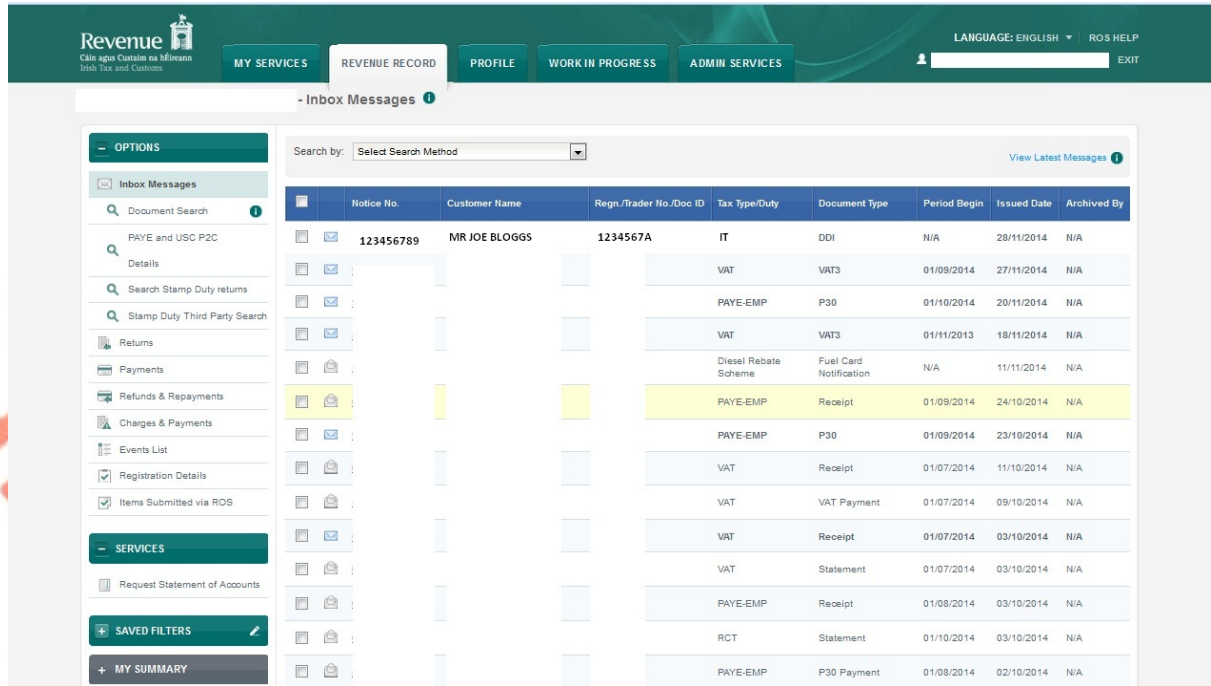 Revenue
Cáin agus Custaim na hÉireann
Irish Tax and Customs
MY SERVICES
REVENUE RECORD
PROFILE
WORK IN PROGRESS
ADMIN SERVICES
LANGUAGE: ENGLISH ROS HELP
EXIT
- Inbox Messages
OPTIONS
Inbox Messages
Document Search
PAYE and USC P2C
Details
Search Stamp Duty returns
Stamp Duty Third Party Search
Returns
Payments
Refunds & Repayments
Charges & Payments
Events List
Registration Details
Items Submitted via ROS
SERVICES
Request Statement of Accounts
SAVED FILTERS
MY SUMMARY
Search by: Select Search Method
View Latest Messages
Notice No. Customer Name Regn./Trader No./Doc ID Tax Type/Duty Document Type Period Begin Issued Date Archived By
123456789 MR JOE BLOGGS 1234567A IT DDI N/A 28/11/2014 N/A
VAT VAT3 01/09/2014 27/11/2014 N/A
PAYE-EMP P30 01/10/2014 20/11/2014 N/A
VAT VAT3 01/11/2013 18/11/2014 N/A
Diesel Rebate Fuel Card
Scheme Notification N/A 11/11/2014 N/A
PAYE-EMP Receipt 01/09/2014 24/10/2014 N/A
PAYE-EMP P30 01/09/2014 23/10/2014 N/A
VAT Receipt 01/07/2014 11/10/2014 N/A
VAT VAT Payment 01/07/2014 09/10/2014 N/A
VAT Receipt 01/07/2014 03/10/2014 N/A
VAT Statement 01/07/2014 03/10/2014 N/A
PAYE-EMP Receipt 01/08/2014 03/10/2014 N/A
RCT Statement 01/10/2014 03/10/2014 N/A
PAYE-EMP P30 Payment 01/08/2014 02/10/2014 N/A